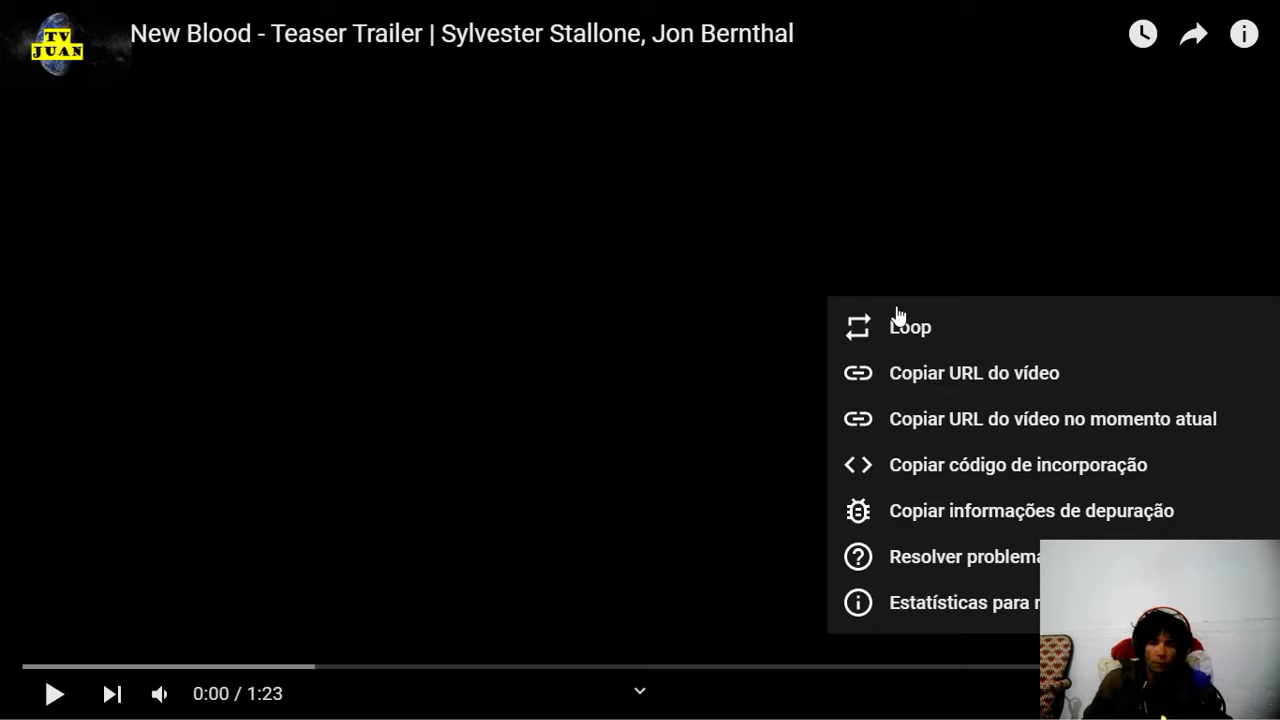 TV
JUAN
New Blood - Teaser Trailer | Sylvester Stallone, Jon Bernthal
Loop
Copiar URL do vídeo
Copiar URL do vídeo no momento atual
Copiar código de incorporação
Copiar informações de depuração
Resolver problema
Estatísticas para
0:00 / 1:23